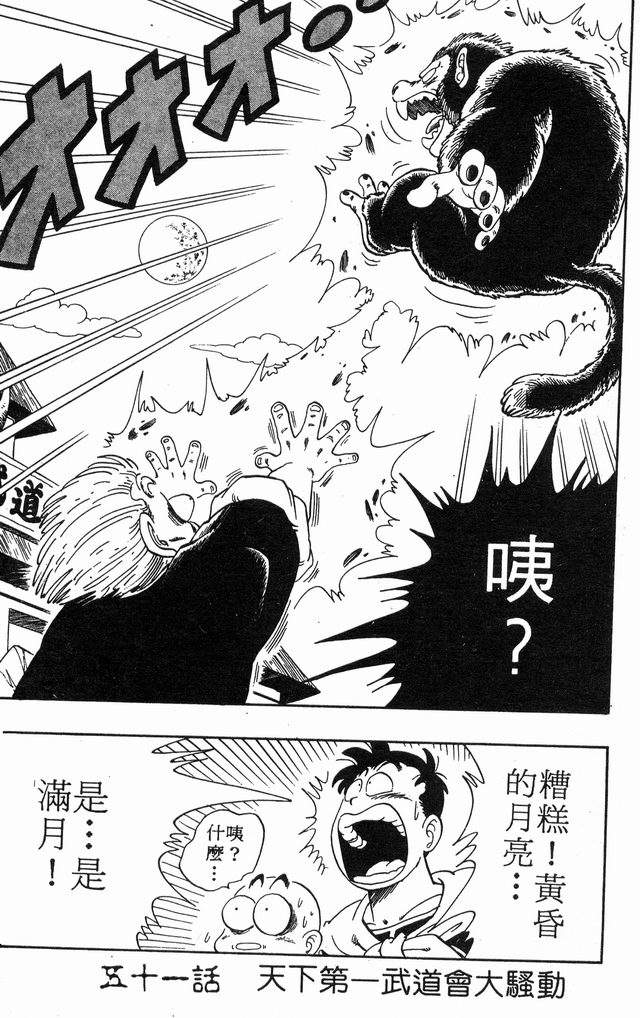 オオオ
道
咦
?
糟糕!黃昏
的月亮…
咦?
什麼…
是…是
滿月!
五十一話 天下第一武道會大騷動